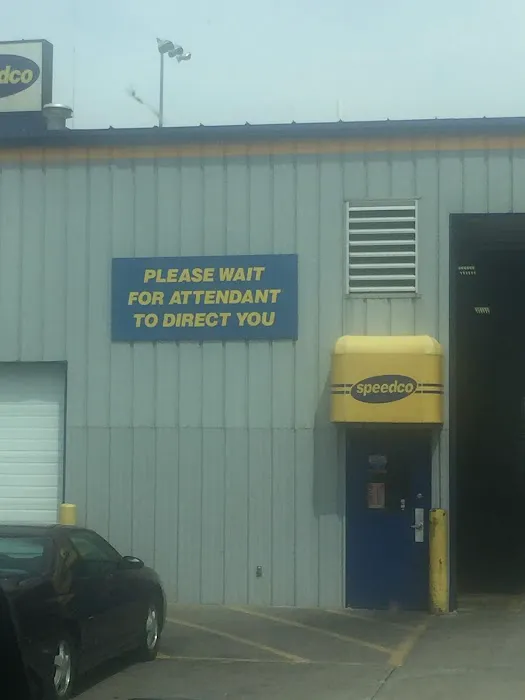 dco
PLEASE WAIT
FOR ATTENDANT
TO DIRECT YOU
speedco